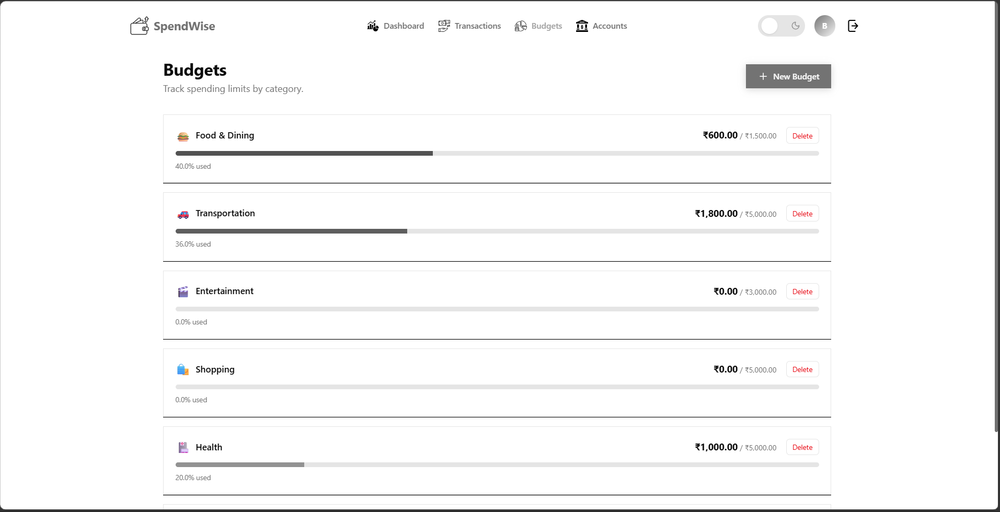 SpendWise
Dashboard
Transactions
Budgets
Accounts
B
Budgets
Track spending limits by category.
+ New Budget
Food & Dining
₹600.00 / ₹1,500.00
Delete
40.0% used
Transportation
₹1,800.00 / ₹5,000.00
Delete
36.0% used
Entertainment
₹0.00 / ₹3,000.00
Delete
0.0% used
Shopping
₹0.00 / ₹5,000.00
Delete
0.0% used
Health
₹1,000.00 / ₹5,000.00
Delete
20.0% used